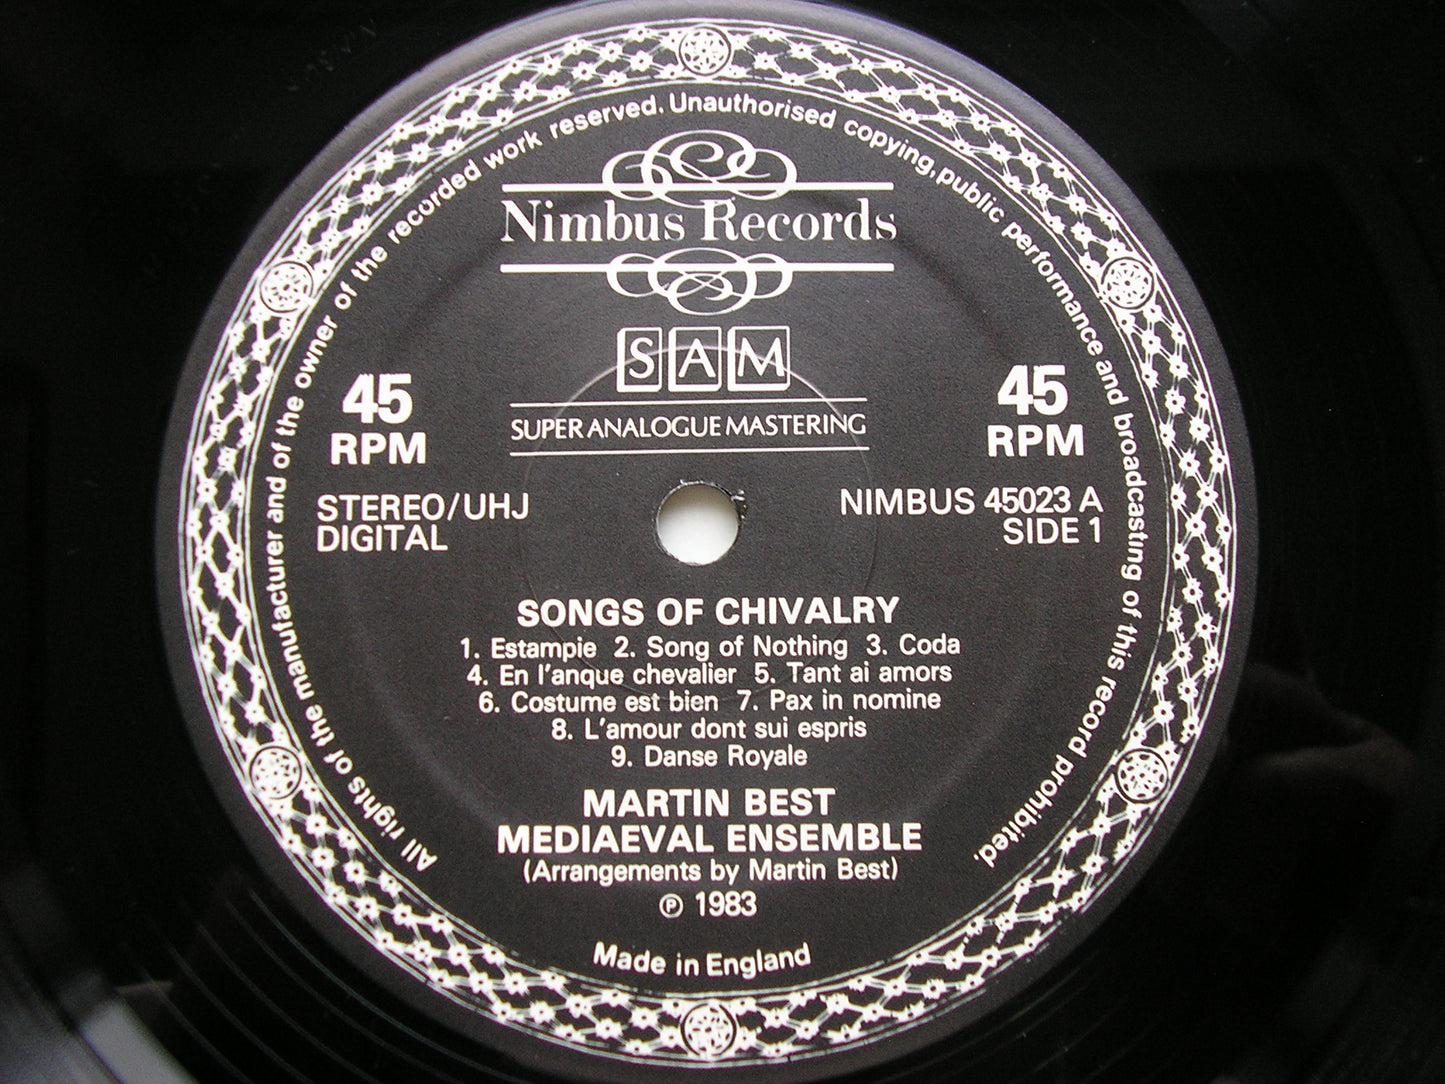 All rights of the manufacturer and of the owner of the recorded work reserved. Unauthorised copying, public performance and broadcasting of this record prohibited.
Nimbus Records
SAM
SUPER ANALOGUE MASTERING
45
RPM
45
RPM
STEREO/UHJ
DIGITAL
NIMBUS 45023 A
SIDE 1
SONGS OF CHIVALRY
1. Estampie 2. Song of Nothing 3. Coda
4. En l'anque chevalier 5. Tant ai amors
6. Costume est bien 7. Pax in nomine
8. L'amour dont sui espris
9. Danse Royale
MARTIN BEST
MEDIAEVAL ENSEMBLE
(Arrangements by Martin Best)
℗ 1983
Made in England